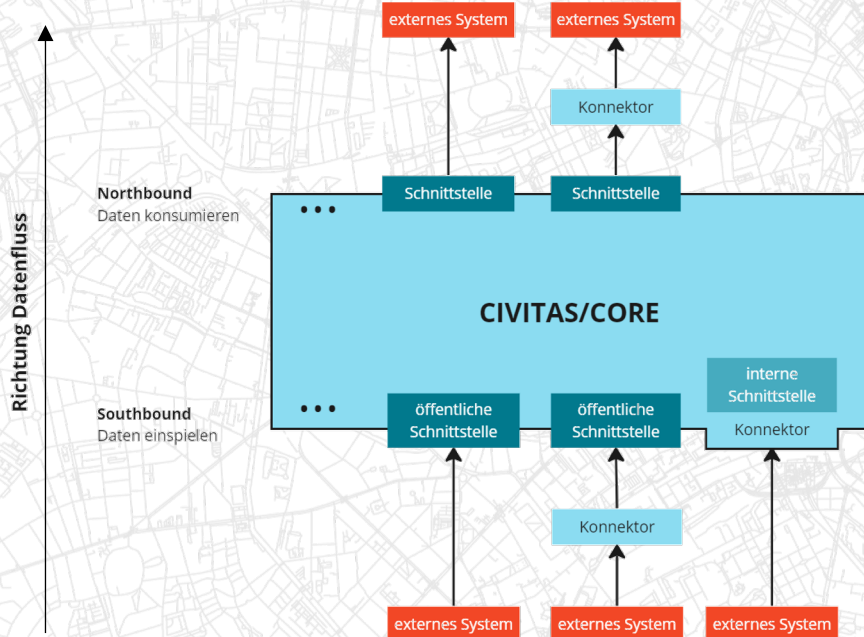 externes System
externes System
Konnektor
Northbound
Daten konsumieren
Schnittstelle
Schnittstelle
...
Richtung Datenfluss
CIVITAS/CORE
interne
Schnittstelle
Konnektor
Southbound
Daten einspielen
...
öffentliche
Schnittstelle
öffentliche
Schnittstelle
Konnektor
externes System
externes System
externes System